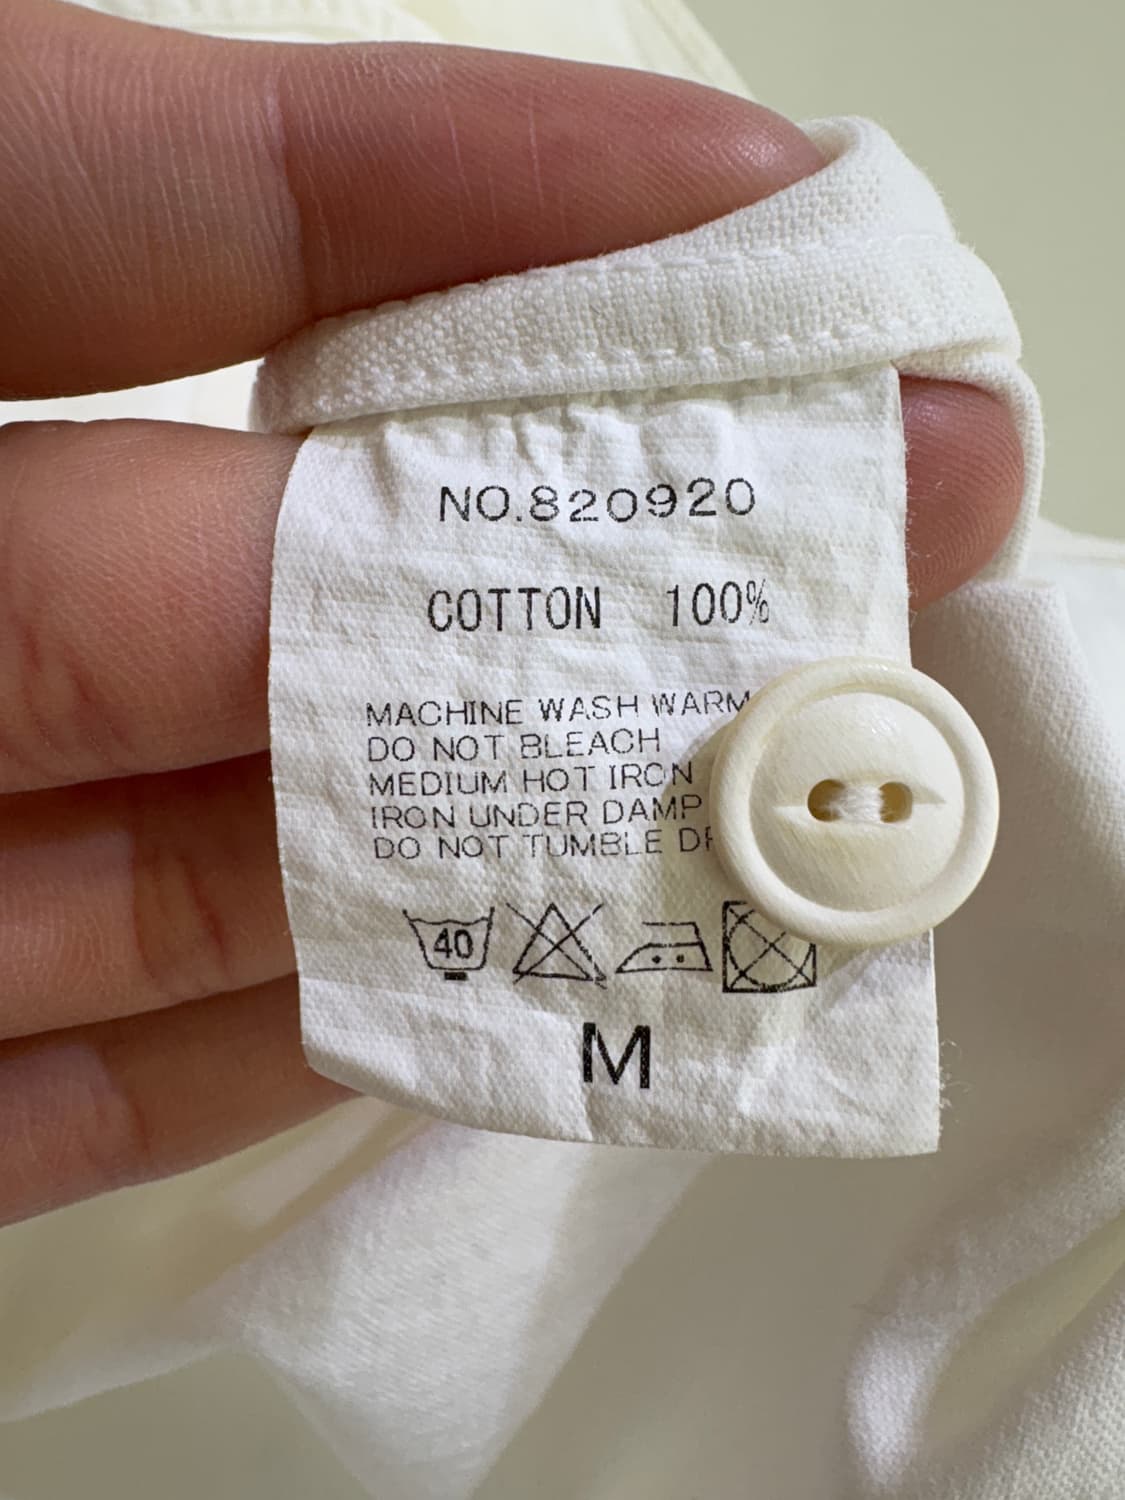 NO.820920
COTTON 100%
MACHINE WASH WARM
DO NOT BLEACH
MEDIUM HOT IRON
IRON UNDER DAMP
DO NOT TUMBLE
40
M